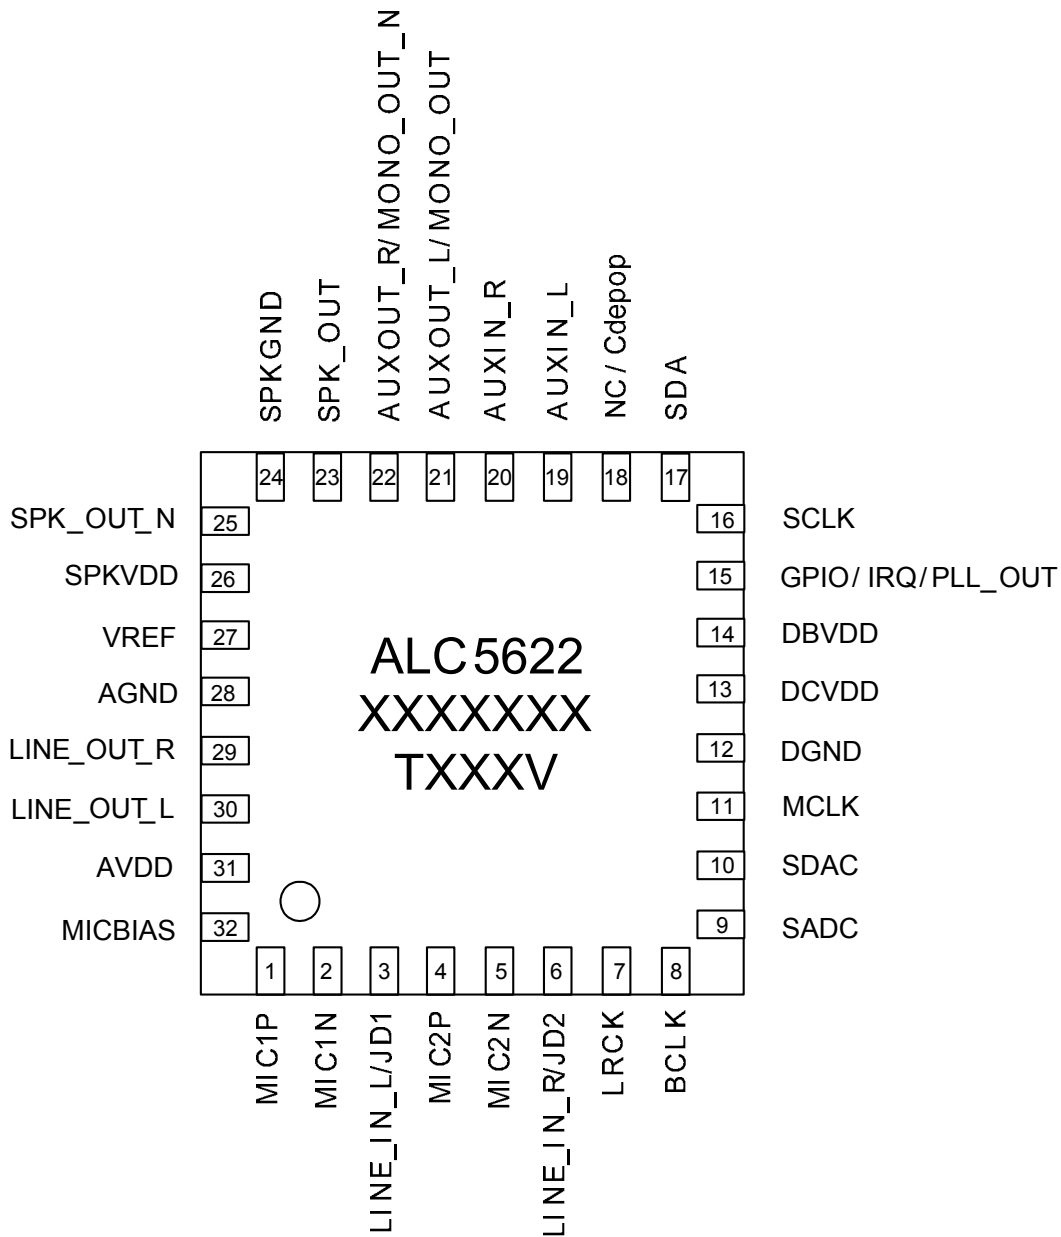 SPKGND
SPK_OUT
AUXOUT_R/MONO_OUT_N
AUXOUT_L/MONO_OUT
AUXIN_R
AUXIN_L
NC/Cdepop
SDA
24 23 22 21 20 19 18 17
SPK_OUT_N 25
SPKVDD 26
VREF 27
AGND 28
LINE_OUT_R 29
LINE_OUT_L 30
AVDD 31
MICBIAS 32
ALC5622
XXXXXXX
TXXXV
16 SCLK
15 GPIO/IRQ/PLL_OUT
14 DBVDD
13 DCVDD
12 DGND
11 MCLK
10 SDAC
9 SADC
1 2 3 4 5 6 7 8
MIC1P
MIC1N
LINE_IN_L/JD1
MIC2P
MIC2N
LINE_IN_R/JD2
LRCK
BCLK